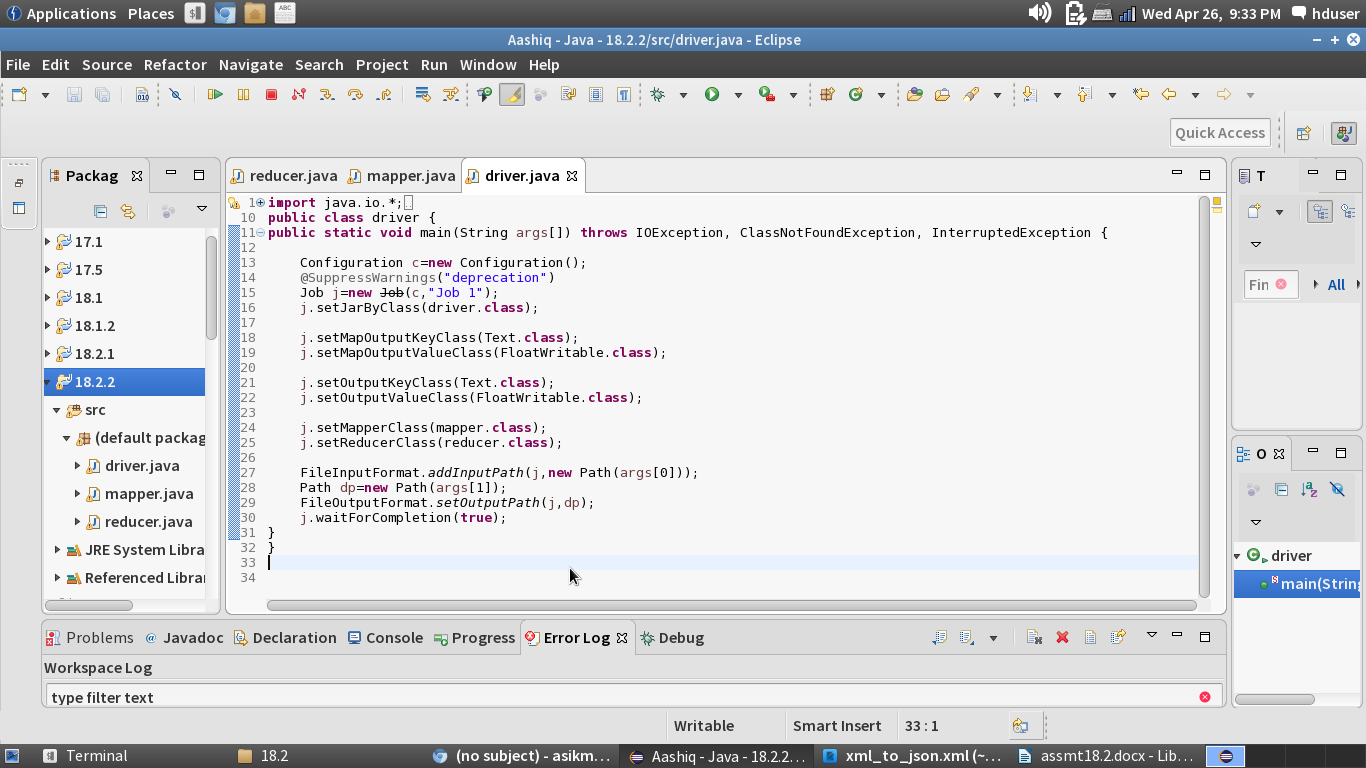 Applications Places ABC Wed Apr 26, 9:33 PM hduser
Aashiq - Java - 18.2.2/src/driver.java - Eclipse
File Edit Source Refactor Navigate Search Project Run Window Help
Quick Access
Packag
17.1
17.5
18.1
18.1.2
18.2.1
18.2.2
src
(default packag
driver.java
mapper.java
reducer.java
JRE System Libra
Referenced Librar
reducer.java mapper.java driver.java
1 import java.io.*;
10 public class driver {
11 public static void main(String args[]) throws IOException, ClassNotFoundException, InterruptedException {
12
13 Configuration c=new Configuration();
14 @SuppressWarnings("deprecation")
15 Job j=new Job(c,"Job 1");
16 j.setJarByClass(driver.class);
17
18 j.setMapOutputKeyClass(Text.class);
19 j.setMapOutputValueClass(FloatWritable.class);
20
21 j.setOutputKeyClass(Text.class);
22 j.setOutputValueClass(FloatWritable.class);
23
24 j.setMapperClass(mapper.class);
25 j.setReducerClass(reducer.class);
26
27 FileInputFormat.addInputPath(j,new Path(args[0]));
28 Path dp=new Path(args[1]);
29 FileOutputFormat.setOutputPath(j,dp);
30 j.waitForCompletion(true);
31 }
32 }
33
34
T
Fin All
O
driver
main(String
Problems Javadoc Declaration Console Progress Error Log Debug
Workspace Log
type filter text
Writable Smart Insert 33 : 1
Terminal 18.2 (no subject) - asikm... Aashiq - Java - 18.2.2... xml_to_json.xml (~... assmt18.2.docx - Lib...